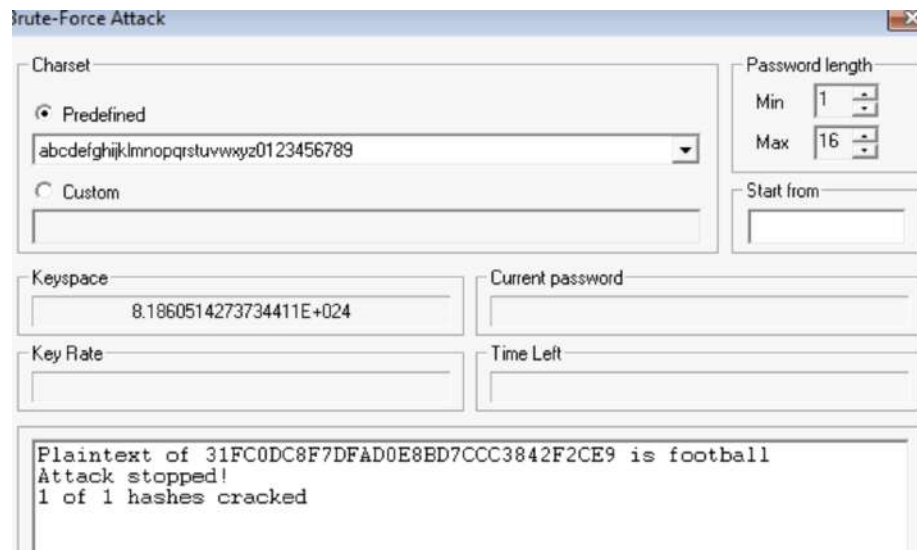 Brute-Force Attack
Charset
Predefined
abcdefghijklmnopqrstuvwxyz0123456789
Custom
Password length
Min 1
Max 16
Start from
Keyspace
8.1860514273734411E+024
Current password
Key Rate
Time Left
Plaintext of 31FC0DC8F7DFAD0E8BD7CCC3842F2CE9 is football
Attack stopped!
1 of 1 hashes cracked